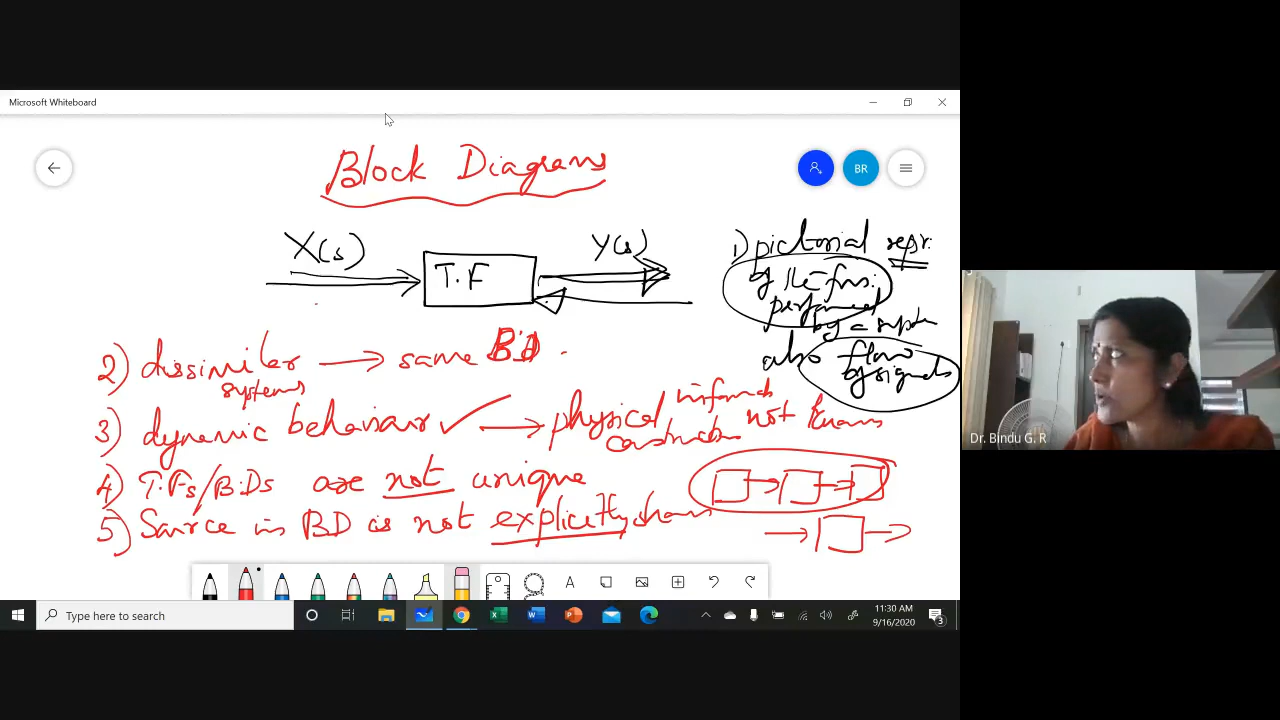 Microsoft Whiteboard
Block Diagrams
BR
X(s)
T.F
Y(s)
1) pictorial repr.
of the fns.
performed
by a system
also flow
of signals
2) dissimilar systems → same BD.
3) dynamic behaviour ✓ → physical construction not known
4) T.Fs/B.Ds are not unique
5) Source in BD is not explicitly shown
Dr. Bindu G. R
Type here to search
11:30 AM
9/16/2020
3